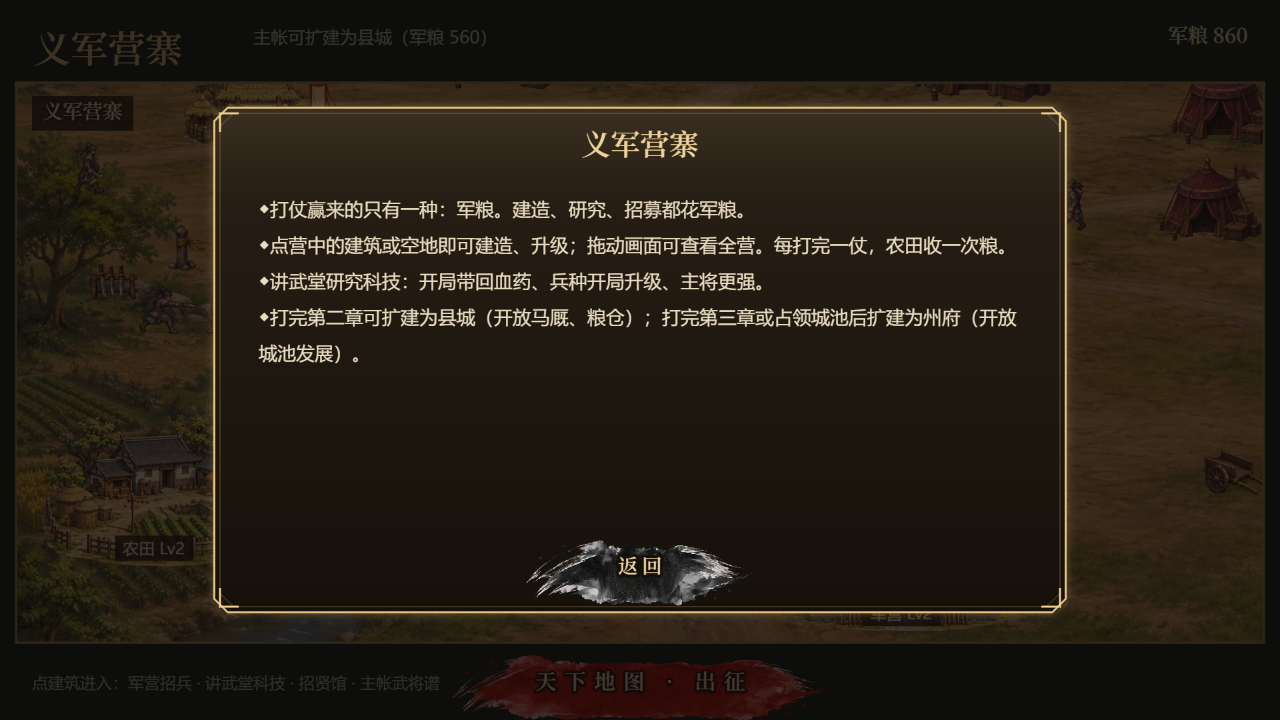 义军营寨
主帐可扩建为县城（军粮 560）
军粮 860
义军营寨
义军营寨
◆打仗赢来的只有一种：军粮。建造、研究、招募都花军粮。
◆点营中的建筑或空地即可建造、升级；拖动画面可查看全营。每打完一仗，农田收一次粮。
◆讲武堂研究科技：开局带回血药、兵种开局升级、主将更强。
◆打完第二章可扩建为县城（开放马厩、粮仓）；打完第三章或占领城池后扩建为州府（开放
城池发展）。
农田 Lv2
返回
军营 Lv2
点建筑进入：军营招兵 · 讲武堂科技 · 招贤馆 · 主帐武将谱
天下地图 · 出征